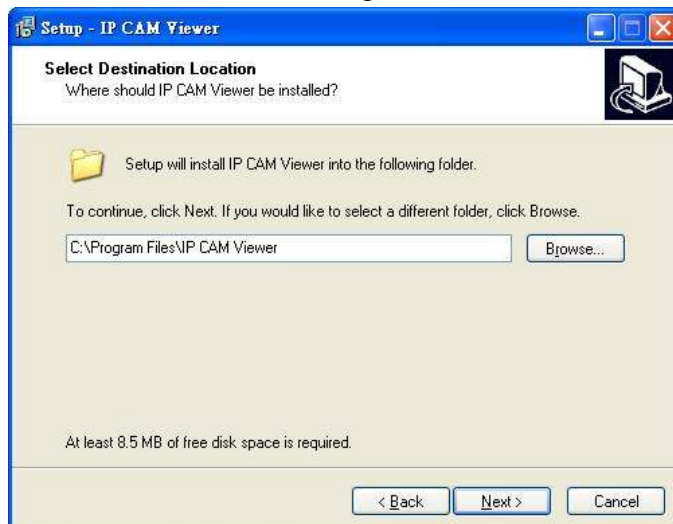 Setup - IP CAM Viewer
Select Destination Location
Where should IP CAM Viewer be installed?
Setup will install IP CAM Viewer into the following folder.
To continue, click Next. If you would like to select a different folder, click Browse.
C:\Program Files\IP CAM Viewer
Browse...
At least 8.5 MB of free disk space is required.
< Back
Next >
Cancel